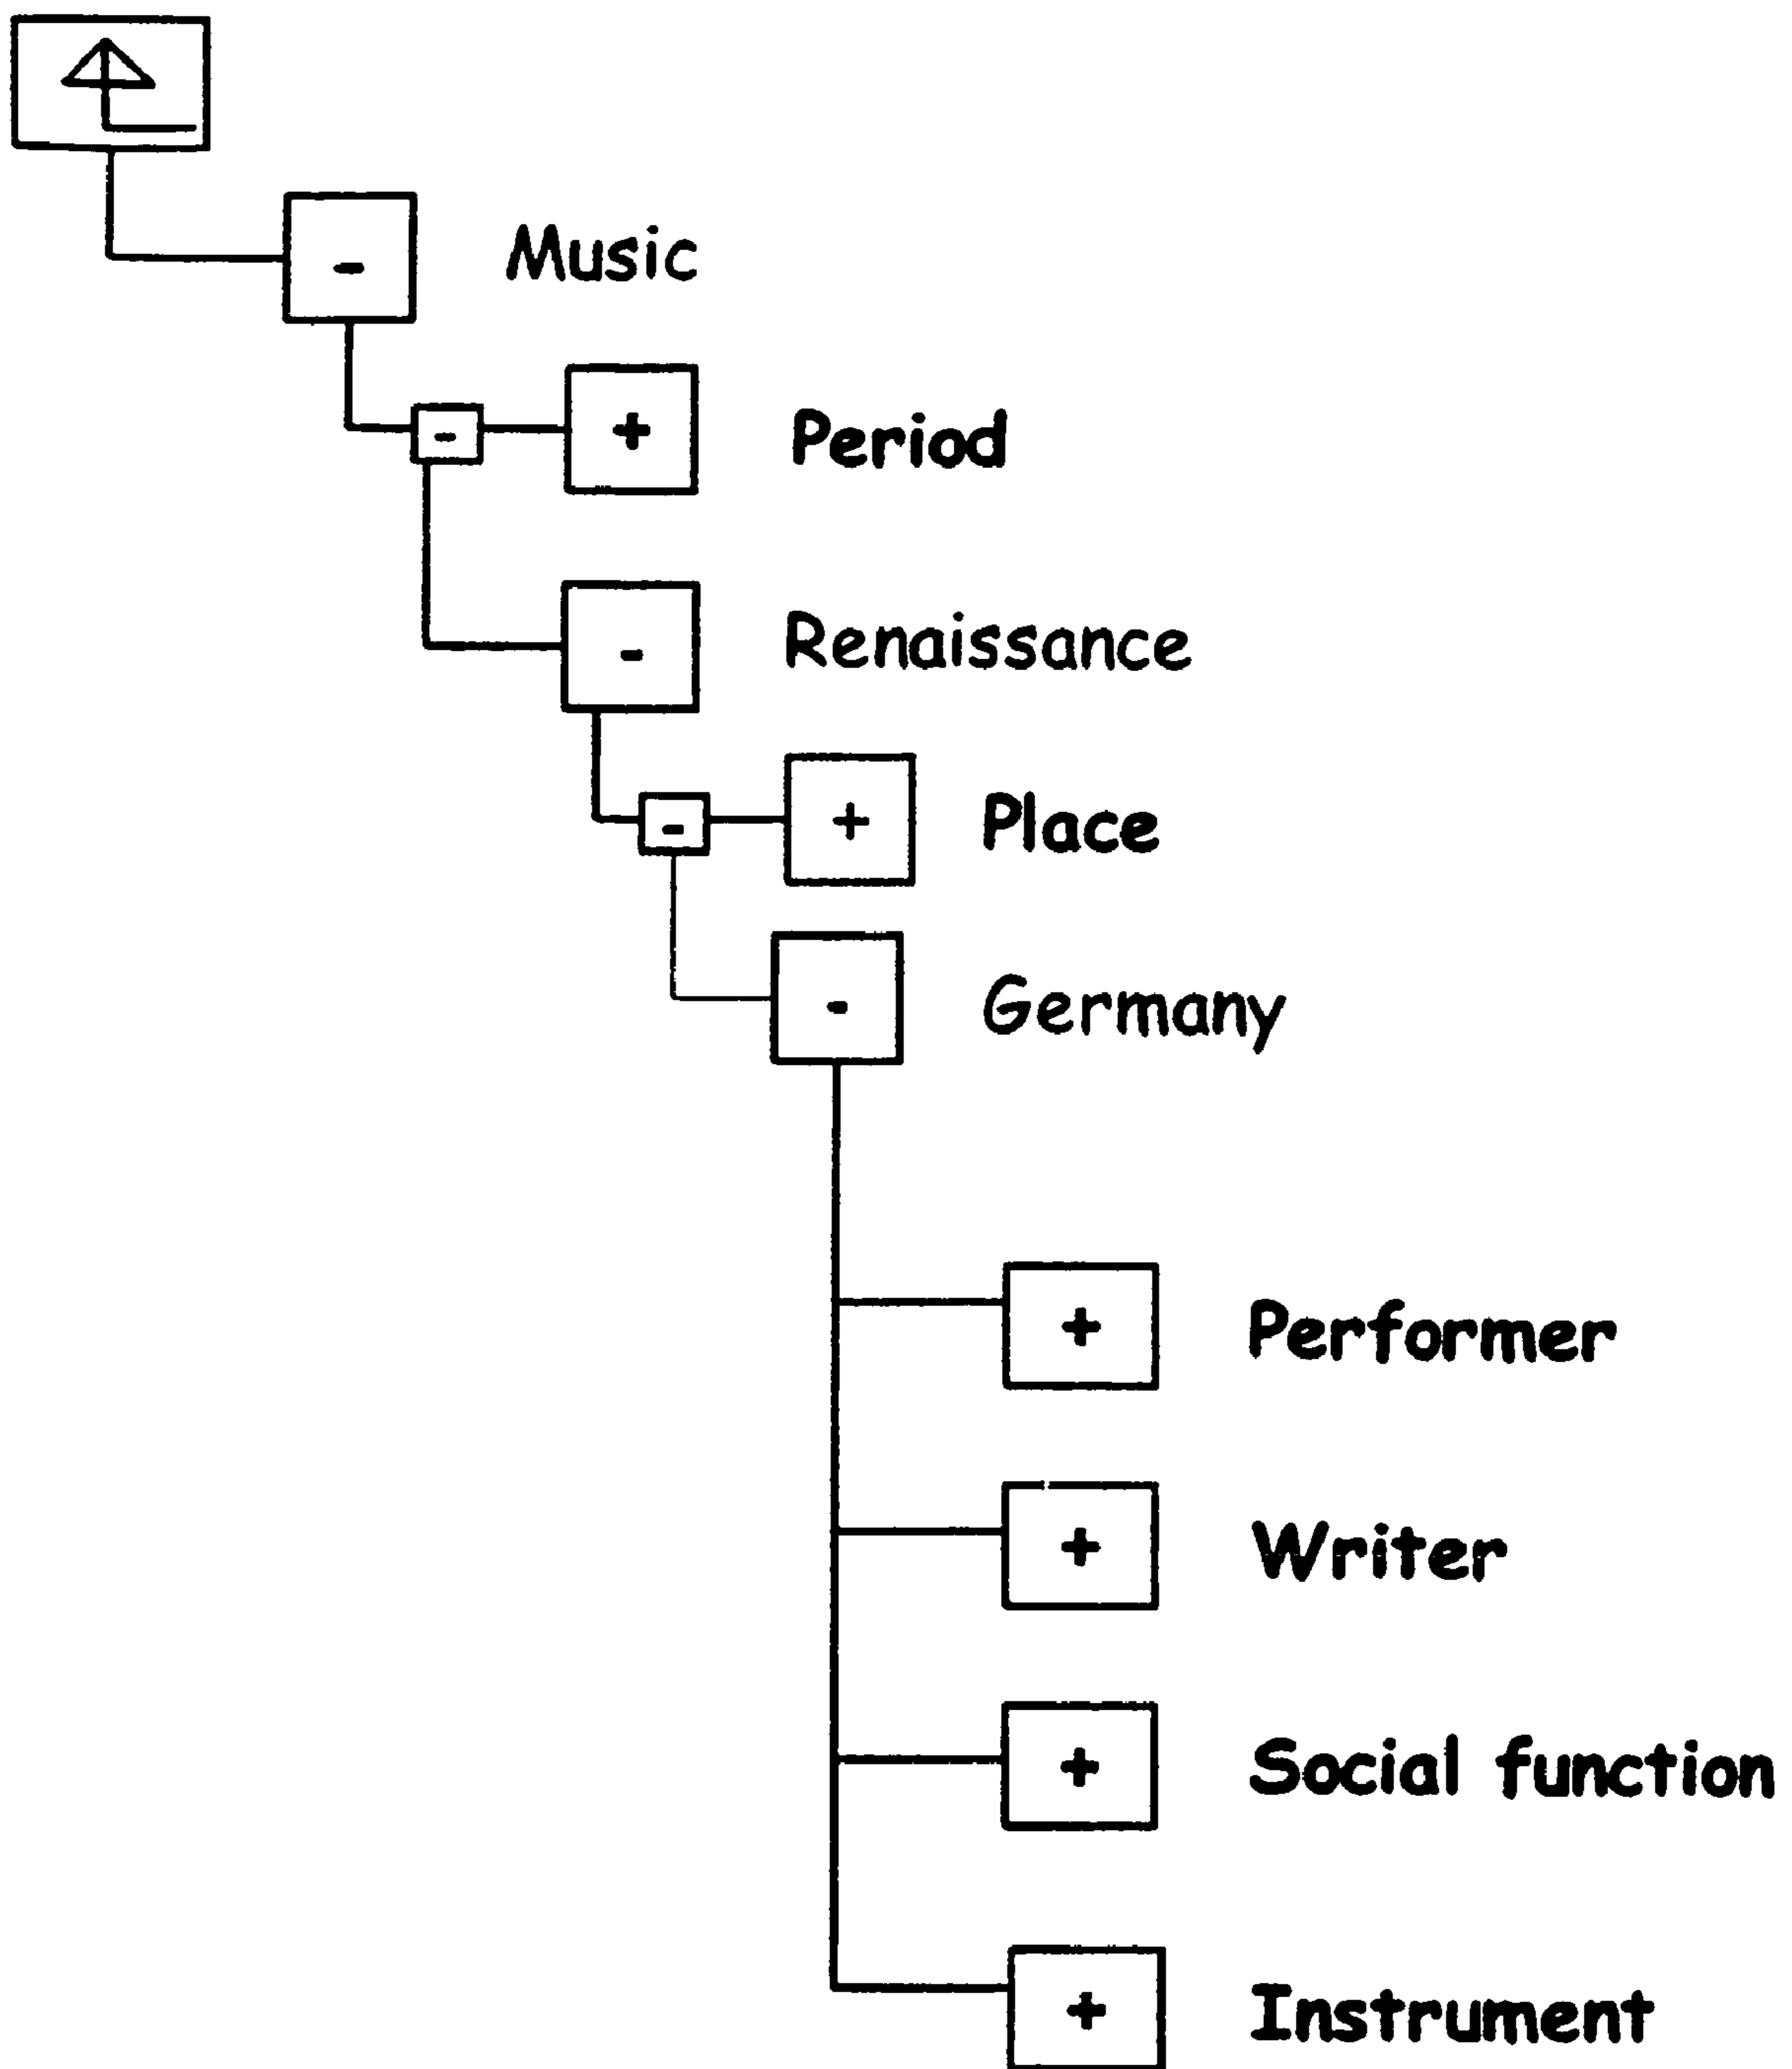 - Music
- + Period
- Renaissance
- + Place
- Germany
+ Performer
+ Writer
+ Social function
+ Instrument